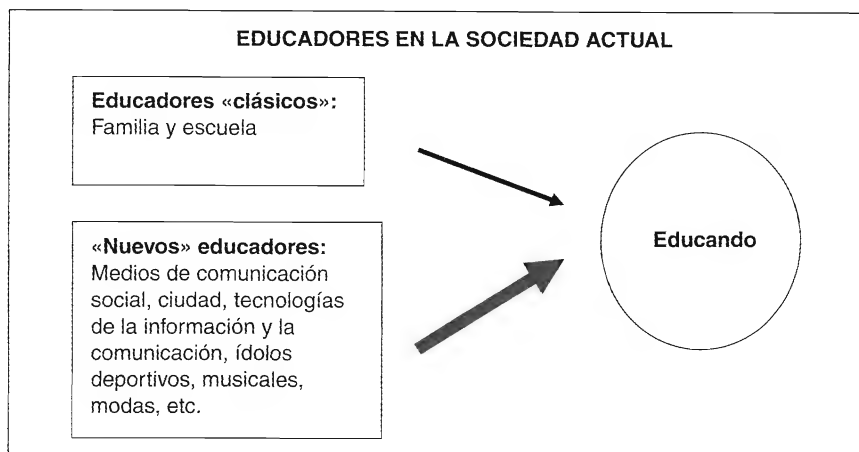 EDUCADORES EN LA SOCIEDAD ACTUAL
Educadores «clásicos»:
Familia y escuela
«Nuevos» educadores:
Medios de comunicación
social, ciudad, tecnologías
de la información y la
comunicación, ídolos
deportivos, musicales,
modas, etc.
Educando